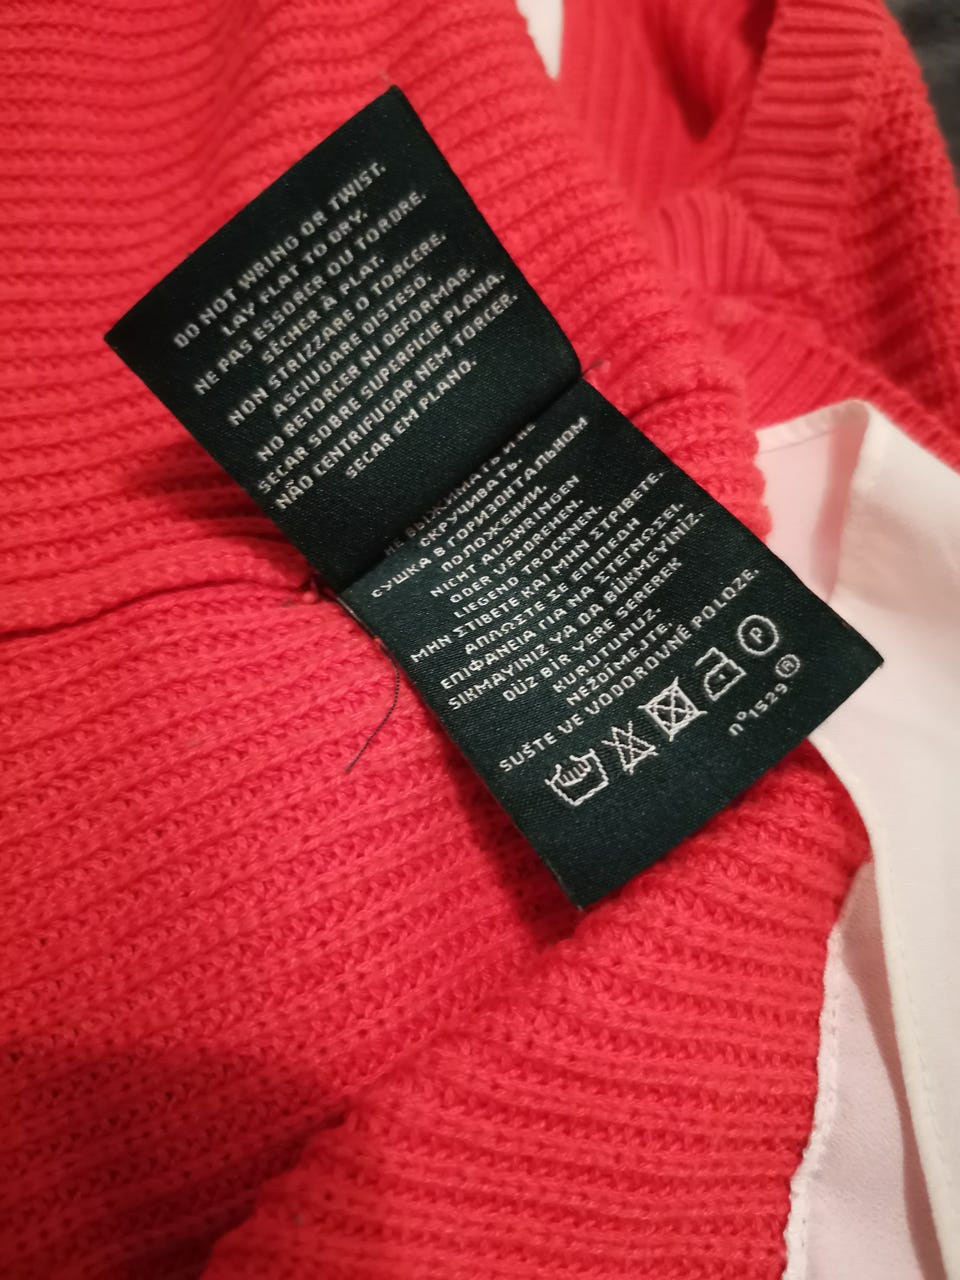 DO NOT WRING OR TWIST.
LAY FLAT TO DRY.
NE PAS ESSORER OU TORDRE.
SÉCHER À PLAT.
NON STRIZZARE O TORCERE.
ASCIUGARE DISTESO.
NO RETORCER NI DEFORMAR.
SECAR SOBRE SUPERFICIE PLANA.
NÃO CENTRIFUGAR NEM TORCER.
SECAR EM PLANO.
НЕ ВЫЖИМАТЬ И НЕ
СКРУЧИВАТЬ.
СУШКА В ГОРИЗОНТАЛЬНОМ
ПОЛОЖЕНИИ.
NICHT AUSWRINGEN
ODER VERDREHEN.
LIEGEND TROCKNEN.
ΜΗΝ ΣΤΙΒΕΤΕ ΚΑΙ ΜΗΝ ΣΤΡΙΒΕΤΕ.
ΑΠΛΩΣΤΕ ΣΕ ΕΠΙΠΕΔΗ
ΕΠΙΦΑΝΕΙΑ ΓΙΑ ΝΑ ΣΤΕΓΝΩΣΕΙ.
SIKMAYINIZ YA DA BÜKMEYİNİZ.
DÜZ BİR YERE SEREREK
KURUTUNUZ.
NEŽDÍMEJTE.
SUŠTE VE VODOROVNÉ POLOZE.
P
nº1529 R